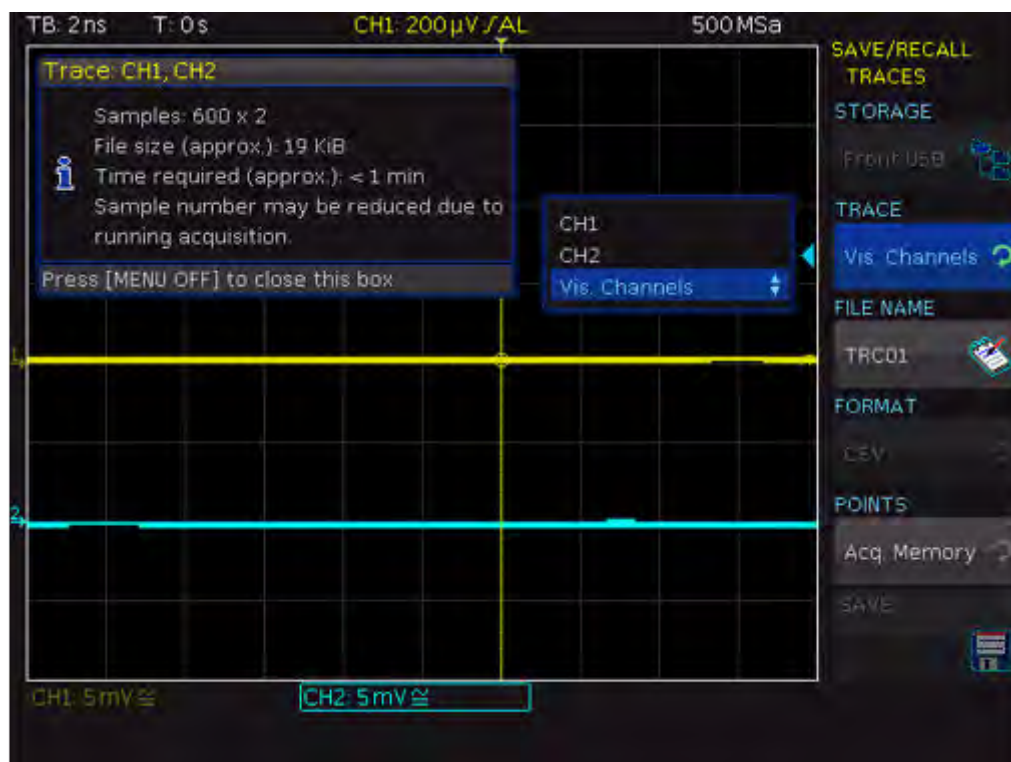 TB: 2ns T: 0s CH1: 200µV / AL 500MSa
SAVE/RECALL
TRACES
Trace: CH1, CH2
Samples: 600 x 2
File size (approx.): 19 KiB
Time required (approx.): < 1 min
Sample number may be reduced due to
running acquisition.
Press [MENU OFF] to close this box
CH1
CH2
Vis. Channels
STORAGE
Front USB
TRACE
Vis. Channels
FILE NAME
TRC01
FORMAT
CSV
POINTS
Acq. Memory
SAVE
1
2
CH1: 5mV≅
CH2: 5mV≅